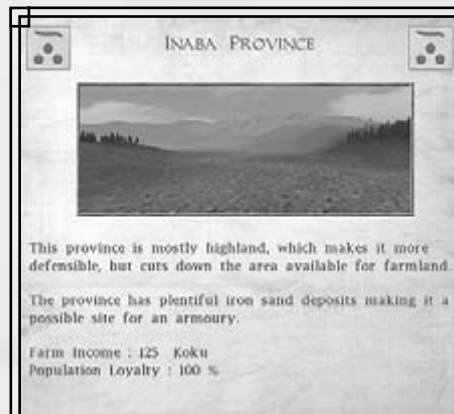 INABA PROVINCE
This province is mostly highland, which makes it more
defensible, but cuts down the area available for farmland.
The province has plentiful iron sand deposits making it a
possible site for an armoury.
Farm Income : 125 Koku
Population Loyalty : 100 %